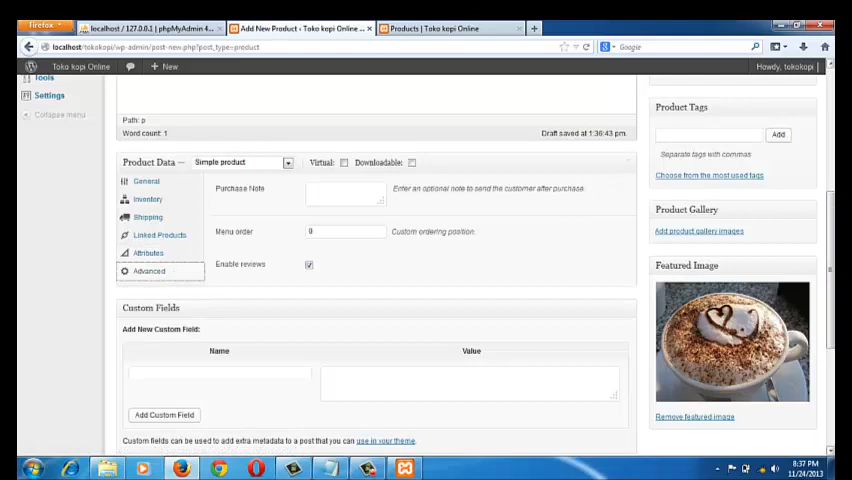 Firefox
localhost / 127.0.0.1 | phpMyAdmin 4....
Add New Product ‹ Toko kopi Online ...
Products | Toko kopi Online
localhost/tokokopi/wp-admin/post-new.php?post_type=product
Google
Toko kopi Online
+ New
Howdy, tokokopi
Tools
Settings
Collapse menu
Path: p
Word count: 1
Draft saved at 1:36:43 pm.
Product Data —
Simple product
Virtual:
Downloadable:
General
Inventory
Shipping
Linked Products
Attributes
Advanced
Purchase Note
Enter an optional note to send the customer after purchase.
Menu order
0
Custom ordering position.
Enable reviews
Custom Fields
Add New Custom Field:
Name
Value
Add Custom Field
Custom fields can be used to add extra metadata to a post that you can use in your theme.
Product Tags
Add
Separate tags with commas
Choose from the most used tags
Product Gallery
Add product gallery images
Featured Image
Remove featured image
8:37 PM
11/24/2013